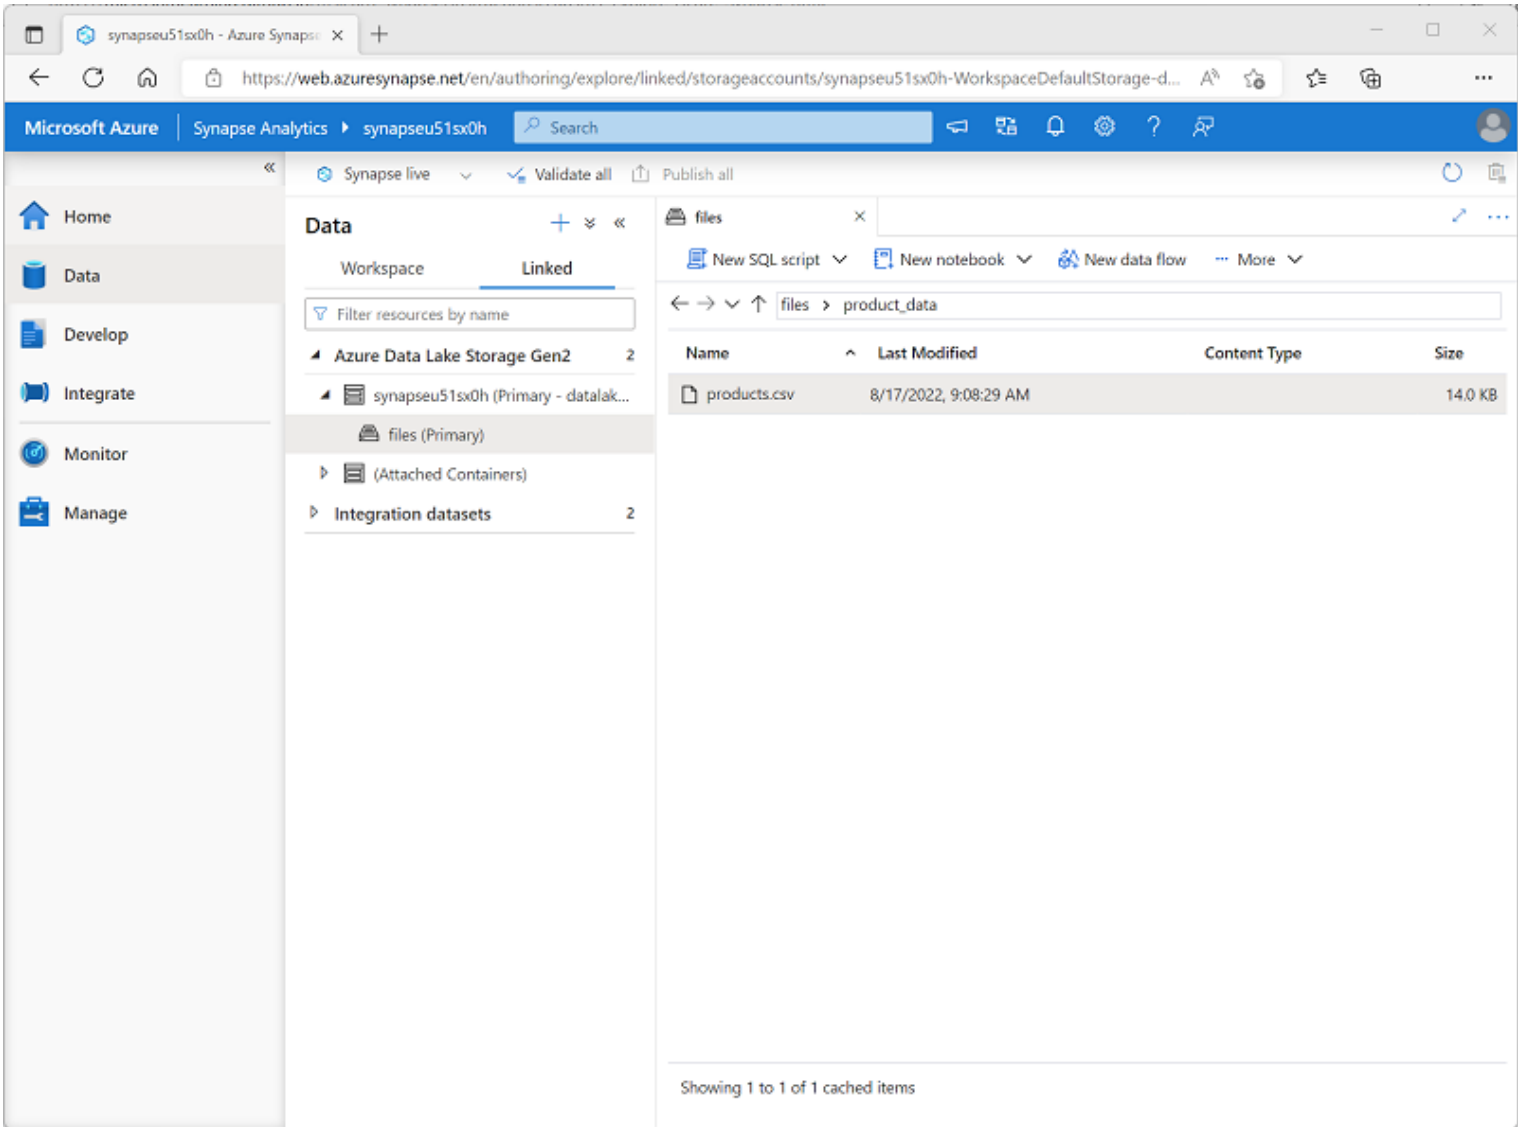 synapseu51sx0h - Azure Synaps
https://web.azuresynapse.net/en/authoring/explore/linked/storageaccounts/synapseu51sx0h-WorkspaceDefaultStorage-d...
Microsoft Azure
Synapse Analytics
synapseu51sx0h
Search
Synapse live
Validate all
Publish all
Home
Data
Develop
Integrate
Monitor
Manage
Data
Workspace
Linked
Filter resources by name
Azure Data Lake Storage Gen2 2
synapseu51sx0h (Primary - datalak...
files (Primary)
(Attached Containers)
Integration datasets 2
files
New SQL script
New notebook
New data flow
More
files > product_data
Name Last Modified Content Type Size
products.csv 8/17/2022, 9:08:29 AM 14.0 KB
Showing 1 to 1 of 1 cached items